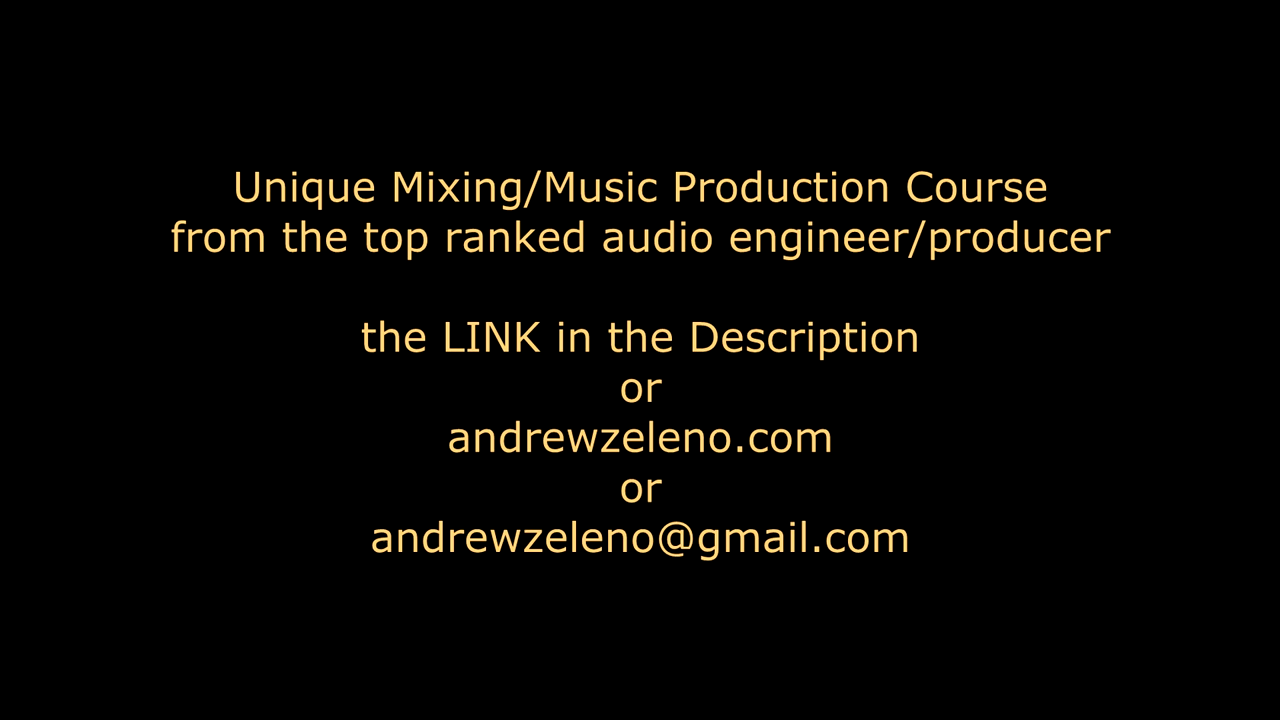 Unique Mixing/Music Production Course
from the top ranked audio engineer/producer
the LINK in the Description
or
andrewzeleno.com
or
andrewzeleno@gmail.com